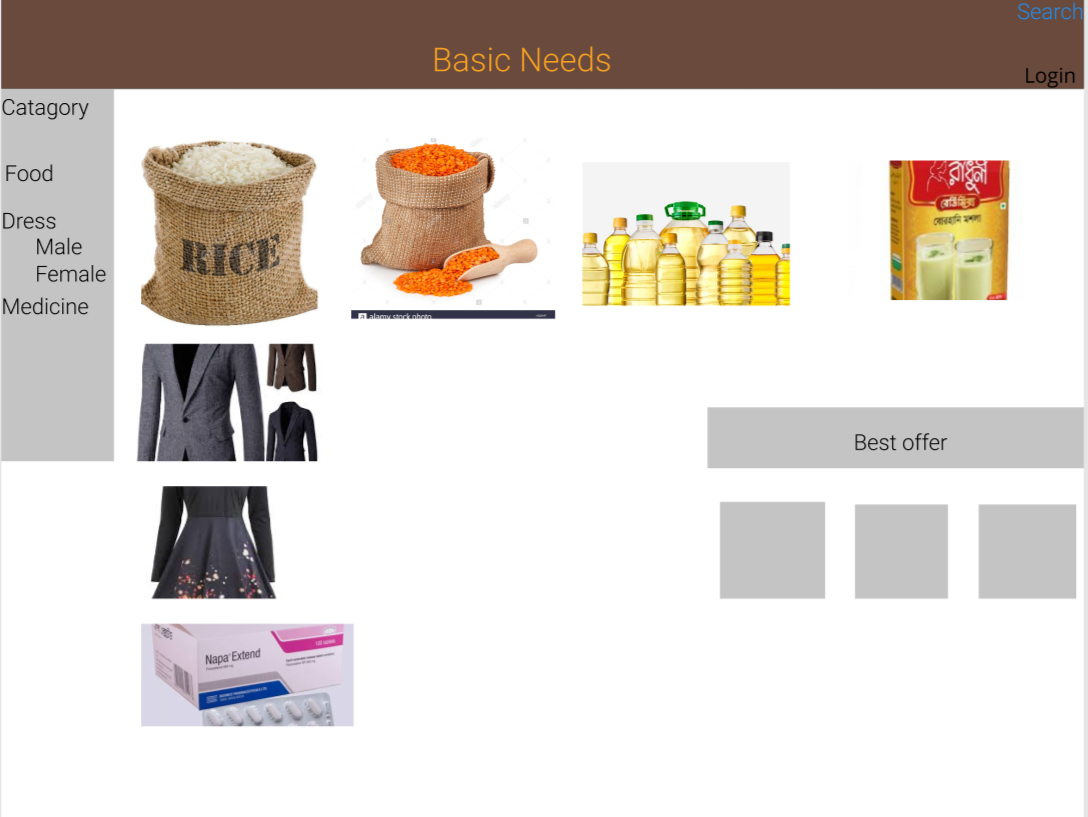 Search
Basic Needs
Login
Catagory
Food
Dress
Male
Female
Medicine
RICE
a alamy stock photo
রাঁধুনী
রেডিমিক্স
বোরহানি মশলা
Best offer
Napa Extend